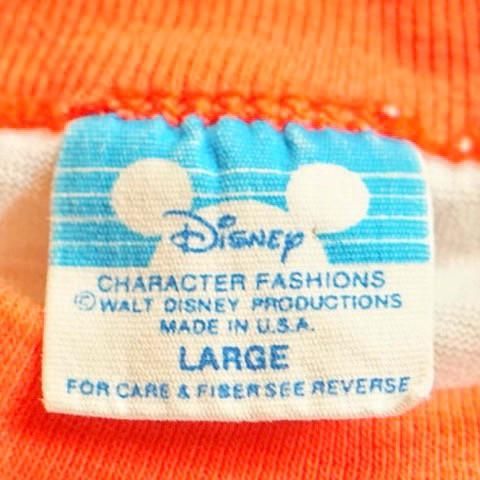 Disney
CHARACTER FASHIONS
© WALT DISNEY PRODUCTIONS
MADE IN U.S.A.
LARGE
FOR CARE & FIBER SEE REVERSE